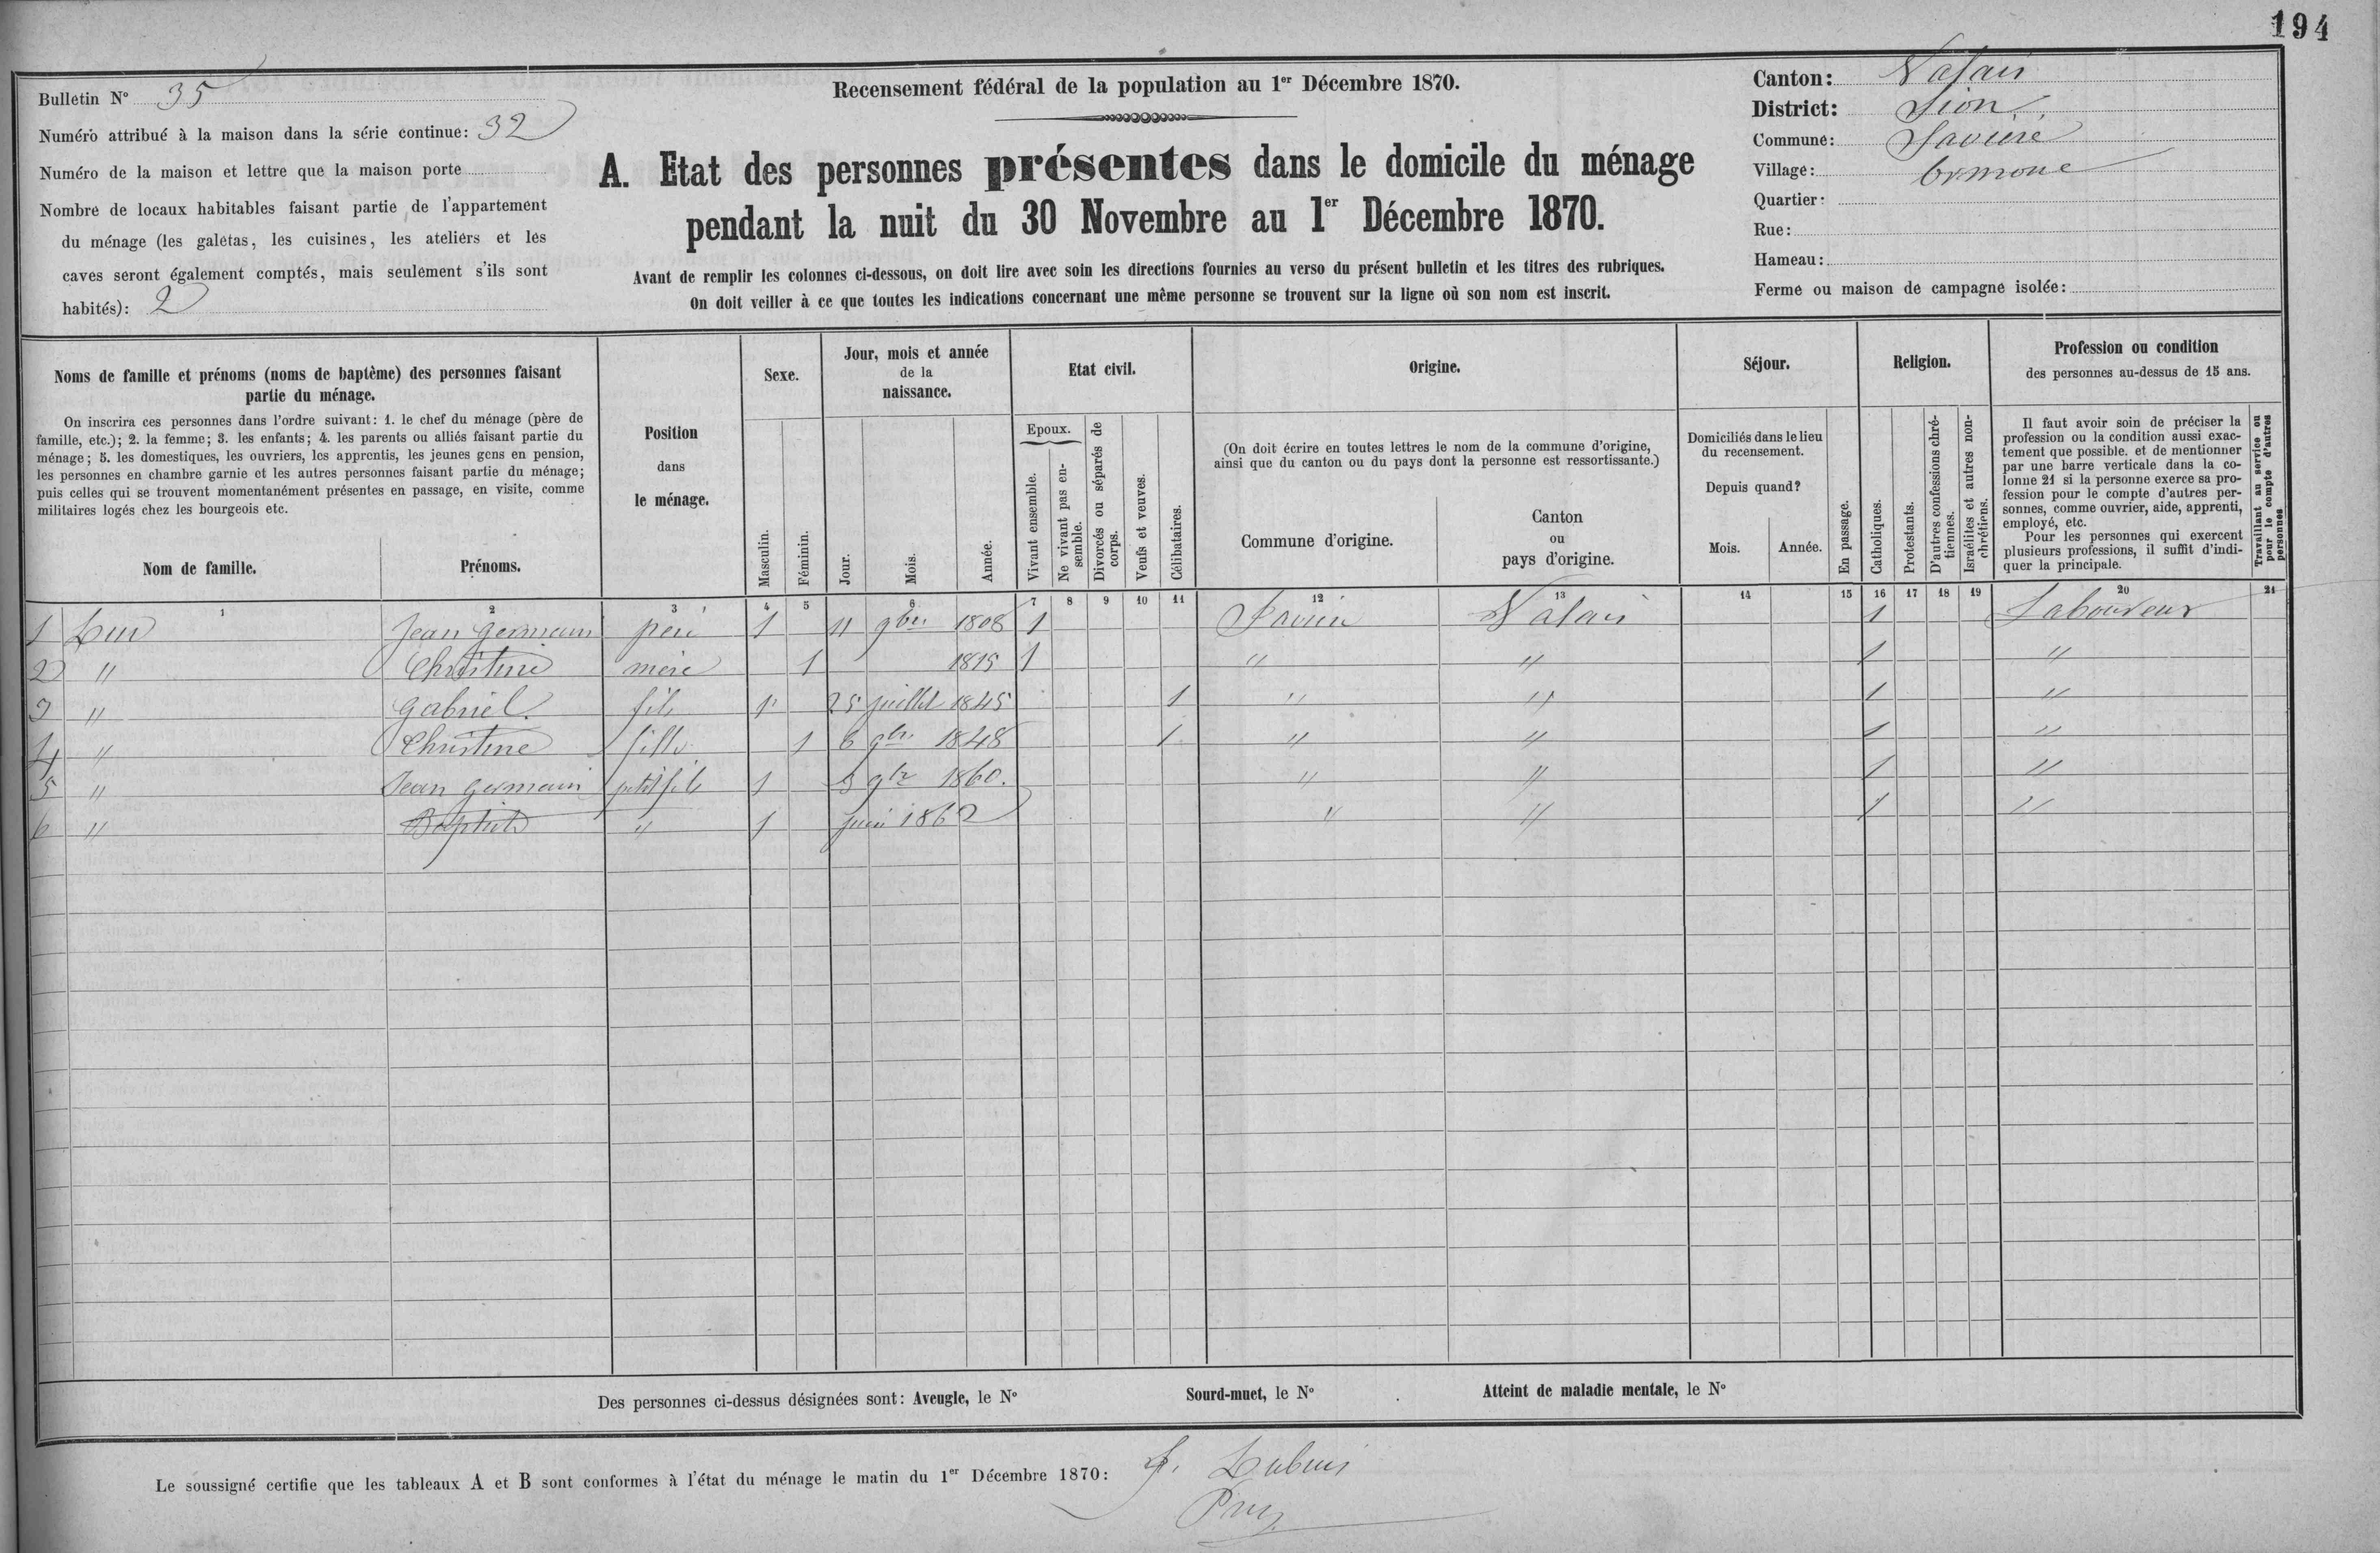 194
Bulletin N° 35
Numéro attribué à la maison dans la série continue: 32
Numéro de la maison et lettre que la maison porte
Nombre de locaux habitables faisant partie de l'appartement
du ménage (les galetas, les cuisines, les ateliers et les
caves seront également comptés, mais seulement s'ils sont
habités): 2
Recensement fédéral de la population au 1er Décembre 1870.
A. Etat des personnes présentes dans le domicile du ménage
pendant la nuit du 30 Novembre au 1er Décembre 1870.
Avant de remplir les colonnes ci-dessous, on doit lire avec soin les directions fournies au verso du présent bulletin et les titres des rubriques.
On doit veiller à ce que toutes les indications concernant une même personne se trouvent sur la ligne où son nom est inscrit.
Canton: Valais
District: Sion
Commune: Savièse
Village: Ormone
Quartier:
Rue:
Hameau:
Ferme ou maison de campagne isolée:
Noms de famille et prénoms (noms de baptême) des personnes faisant
partie du ménage.
On inscrira ces personnes dans l'ordre suivant: 1. le chef du ménage (père de
famille, etc.); 2. la femme; 3. les enfants; 4. les parents ou alliés faisant partie du
ménage; 5. les domestiques, les ouvriers, les apprentis, les jeunes gens en pension,
les personnes en chambre garnie et les autres personnes faisant partie du ménage;
puis celles qui se trouvent momentanément présentes en passage, en visite, comme
militaires logés chez les bourgeois etc.
Nom de famille.
Prénoms.
Position
dans
le ménage.
Sexe.
Masculin.
Féminin.
Jour, mois et année
de la
naissance.
Jour.
Mois.
Année.
Etat civil.
Epoux.
Vivant ensemble.
Ne vivant pas en-
semble.
Divorcés ou séparés de
corps.
Veufs et veuves.
Célibataires.
Origine.
(On doit écrire en toutes lettres le nom de la commune d'origine,
ainsi que du canton ou du pays dont la personne est ressortissante.)
Commune d'origine.
Canton
ou
pays d'origine.
Séjour.
Domiciliés dans le lieu
du recensement.
Depuis quand?
Mois.
Année.
En passage.
Religion.
Catholiques.
Protestants.
D'autres confessions chré-
tiennes.
Israélites et autres non-
chrétiens.
Profession ou condition
des personnes au-dessus de 15 ans.
Il faut avoir soin de préciser la
profession ou la condition aussi exac-
tement que possible. et de mentionner
par une barre verticale dans la co-
lonne 21 si la personne exerce sa pro-
fession pour le compte d'autres per-
sonnes, comme ouvrier, aide, apprenti,
employé, etc.
Pour les personnes qui exercent
plusieurs professions, il suffit d'indi-
quer la principale.
Travaillant au service ou
pour le compte d'autres
personnes
1 2 3 4 5 6 7 8 9 10 11 12 13 14 15 16 17 18 19 20 21
1 Jean Germain père 1 11 9bre 1808 1 Savièse Valais 1 Laboureur
2 " Christine mère 1 1815 1 " " 1 "
3 " Gabriel fils 1 25 juillet 1845 1 " " 1 "
4 " Christine fille 1 6 9bre 1848 1 " " 1 "
5 " Jean Germain petit fils 1 3 9bre 1860. " " 1 "
6 " Baptiste " 1 juin 1862 " " 1 "
Des personnes ci-dessus désignées sont: Aveugle, le N° Sourd-muet, le N° Atteint de maladie mentale, le N°
Le soussigné certifie que les tableaux A et B sont conformes à l'état du ménage le matin du 1er Décembre 1870: J. Dubuis